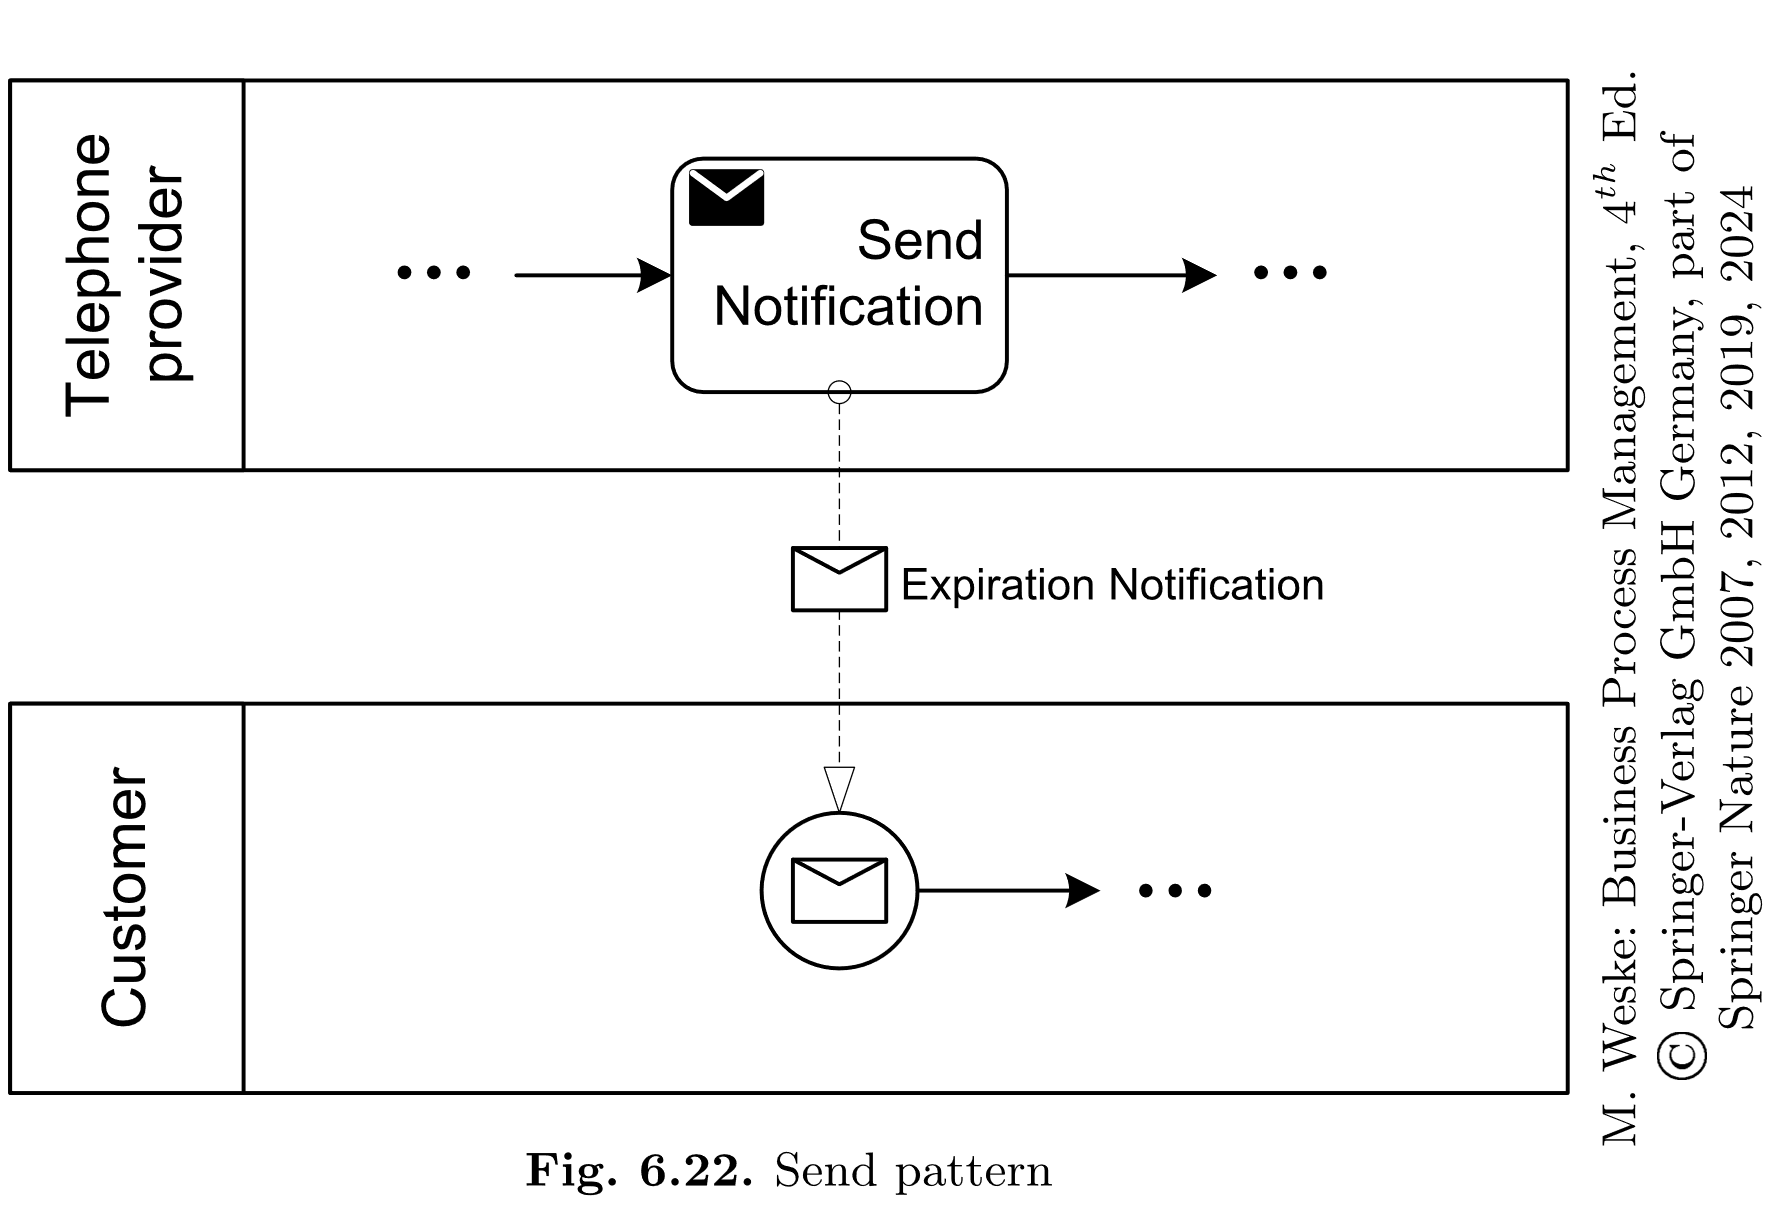 Telephone
provider
Send
Notification
Expiration Notification
Customer
Fig. 6.22. Send pattern
M. Weske: Business Process Management, 4th Ed.
© Springer-Verlag GmbH Germany, part of
Springer Nature 2007, 2012, 2019, 2024